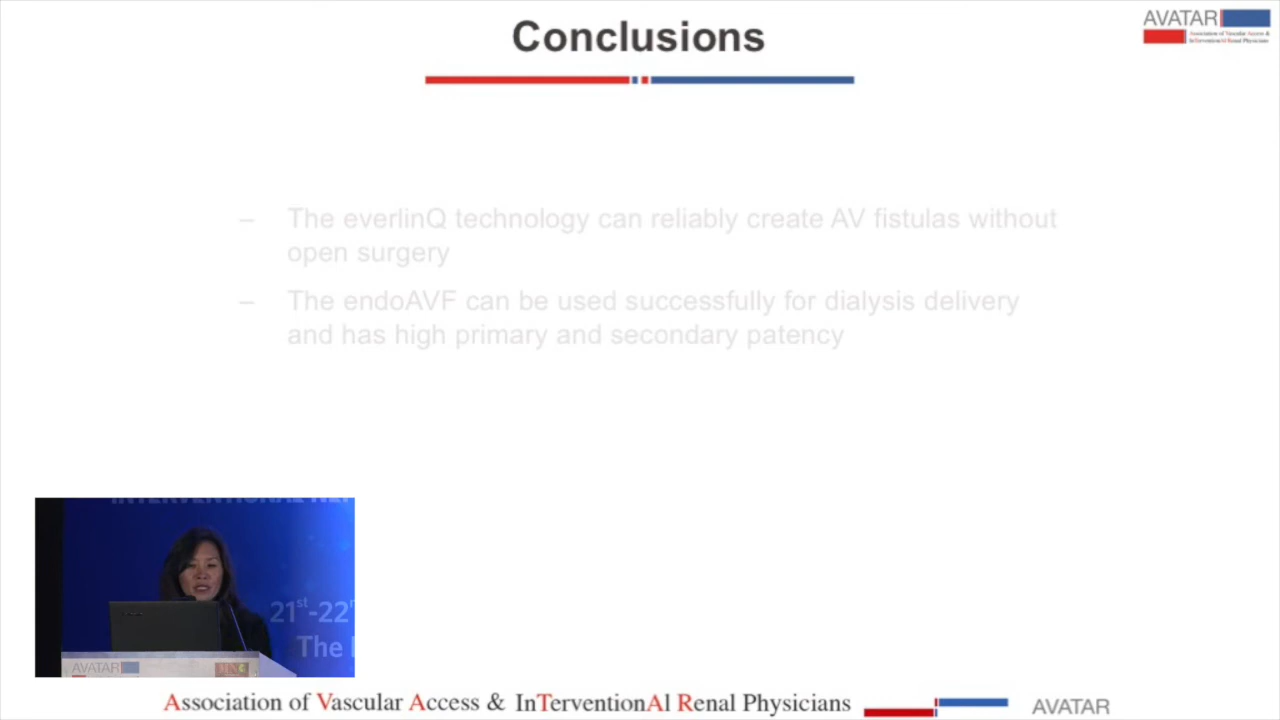 Conclusions
AVATAR
Association of Vascular Access &
InTerventionAl Renal Physicians
– The everlinQ technology can reliably create AV fistulas without
open surgery
– The endoAVF can be used successfully for dialysis delivery
and has high primary and secondary patency
21st-22
The
AVATAR
Association of Vascular Access & InTerventionAl Renal Physicians
AVATAR